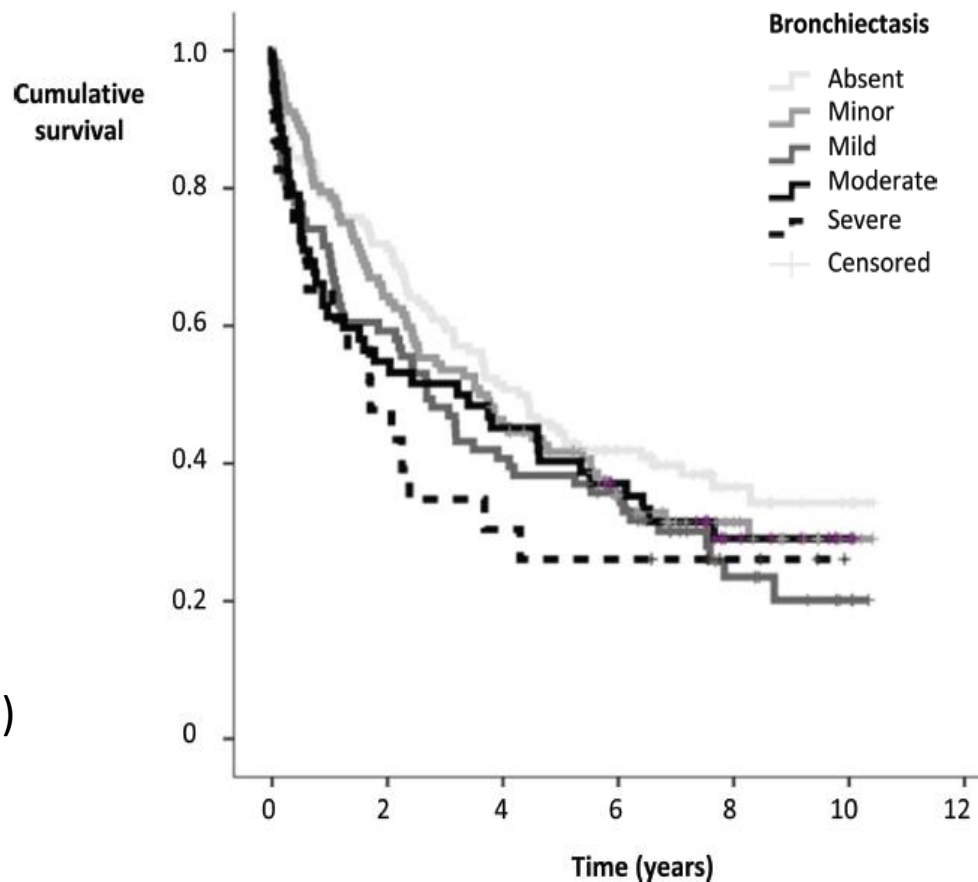 Bronchiectasis
Absent
Minor
Mild
Moderate
Severe
Censored
Cumulative
survival
1.0
0.8
0.6
0.4
0.2
0
)
0 2 4 6 8 10 12
Time (years)